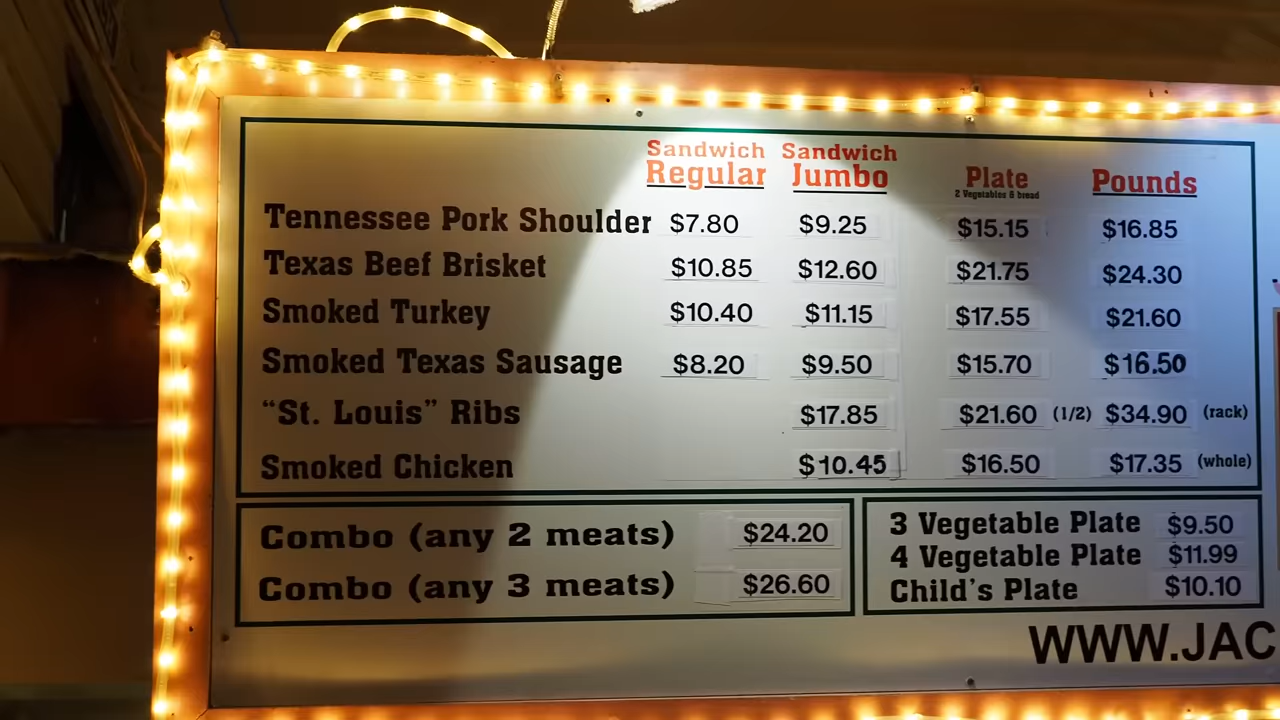 Sandwich Regular Sandwich Jumbo Plate 2 Vegetables & bread Pounds
Tennessee Pork Shoulder $7.80 $9.25 $15.15 $16.85
Texas Beef Brisket $10.85 $12.60 $21.75 $24.30
Smoked Turkey $10.40 $11.15 $17.55 $21.60
Smoked Texas Sausage $8.20 $9.50 $15.70 $16.50
“St. Louis” Ribs $17.85 $21.60 (1/2) $34.90 (rack)
Smoked Chicken $10.45 $16.50 $17.35 (whole)
Combo (any 2 meats) $24.20
Combo (any 3 meats) $26.60
3 Vegetable Plate $9.50
4 Vegetable Plate $11.99
Child's Plate $10.10
WWW.JAC